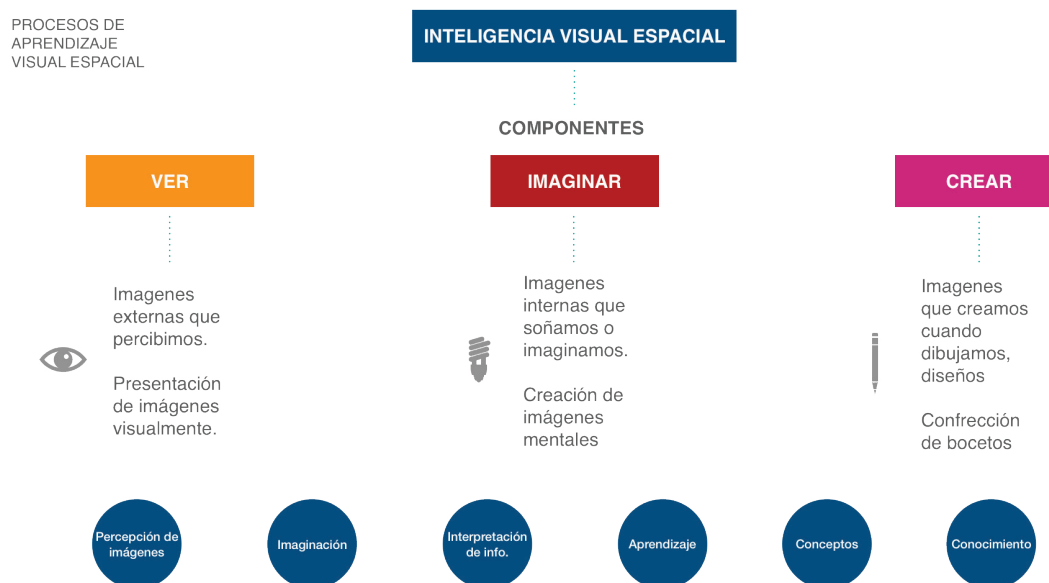 PROCESOS DE
APRENDIZAJE
VISUAL ESPACIAL
INTELIGENCIA VISUAL ESPACIAL
COMPONENTES
VER
IMAGINAR
CREAR
Imagenes
externas que
percibimos.
Presentación
de imágenes
visualmente.
Imagenes
internas que
soñamos o
imaginamos.
Creación de
imágenes
mentales
Imagenes
que creamos
cuando
dibujamos,
diseños
Confrección
de bocetos
Percepción de
imágenes
Imaginación
Interpretación
de info.
Aprendizaje
Conceptos
Conocimiento